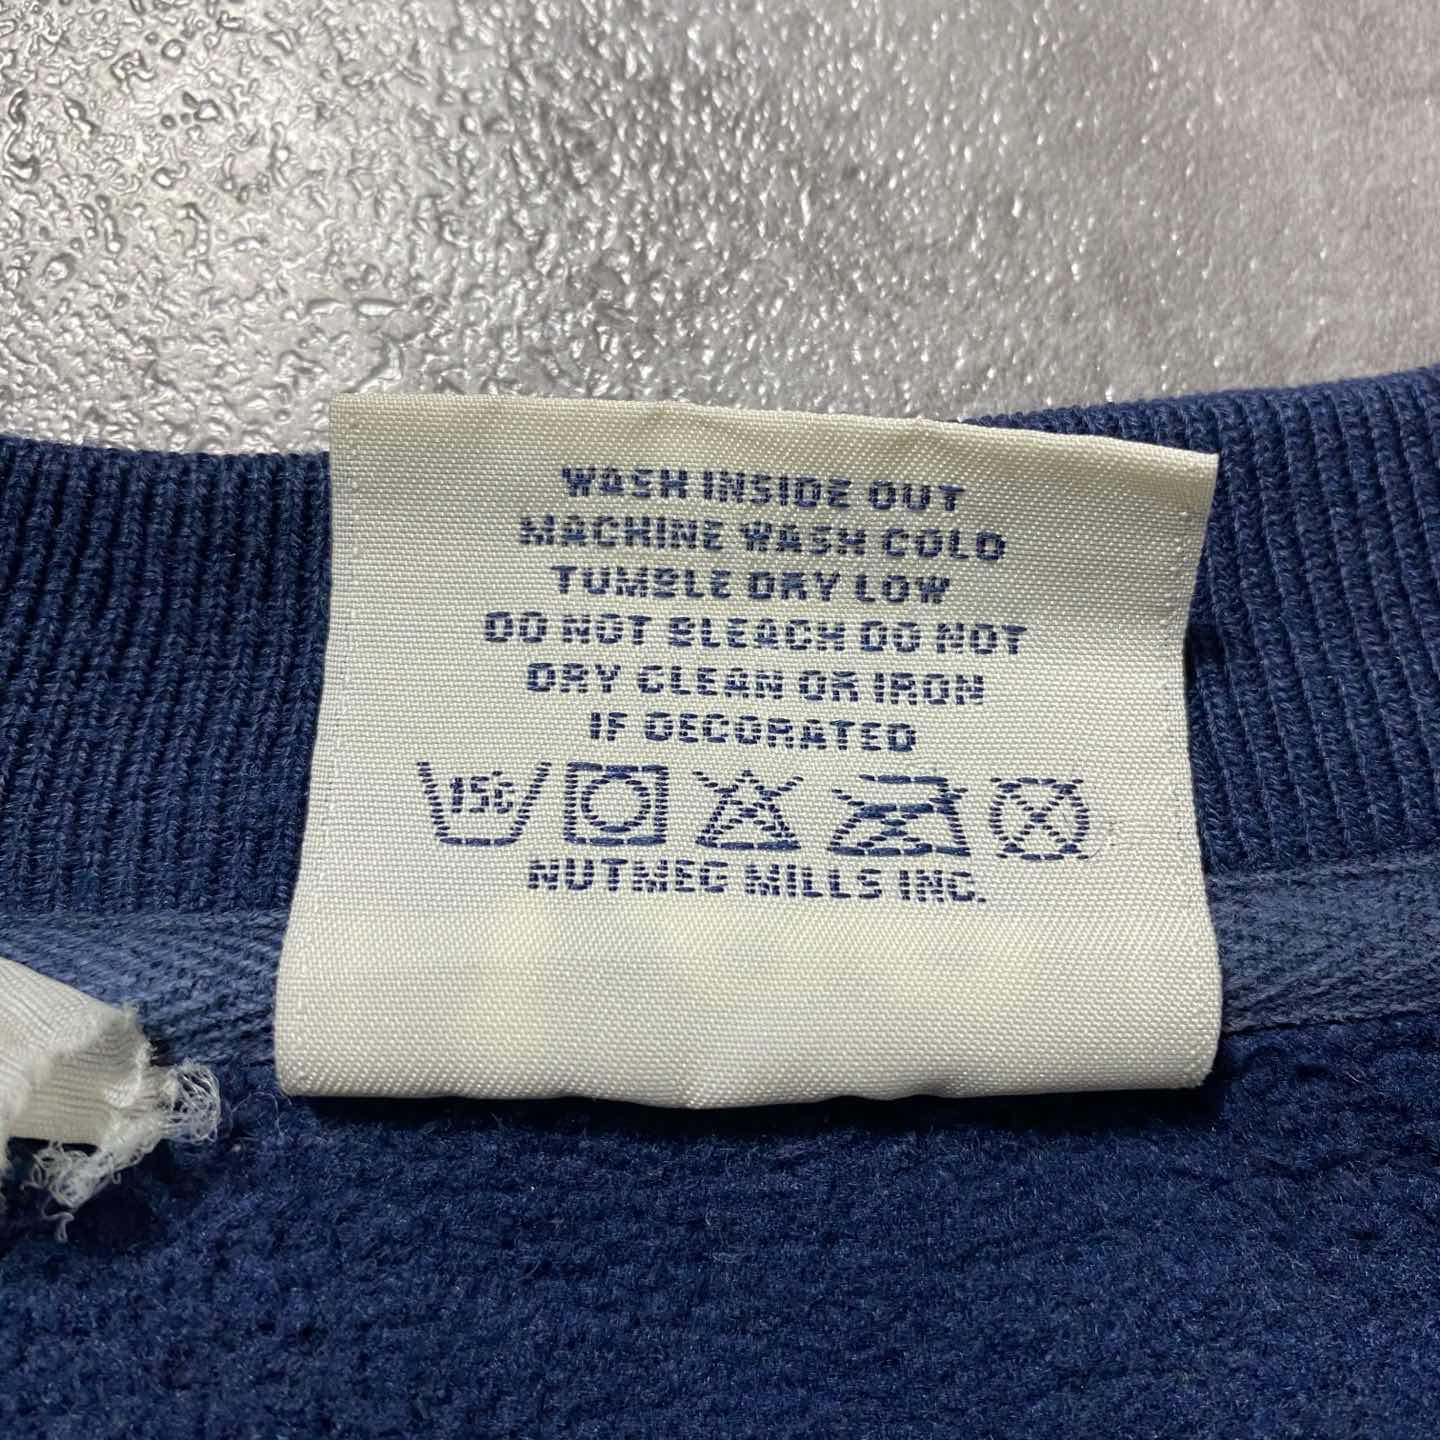 WASH INSIDE OUT
MACHINE WASH COLD
TUMBLE DRY LOW
DO NOT BLEACH DO NOT
DRY CLEAN OR IRON
IF DECORATED
15C
NUTMEG MILLS INC.